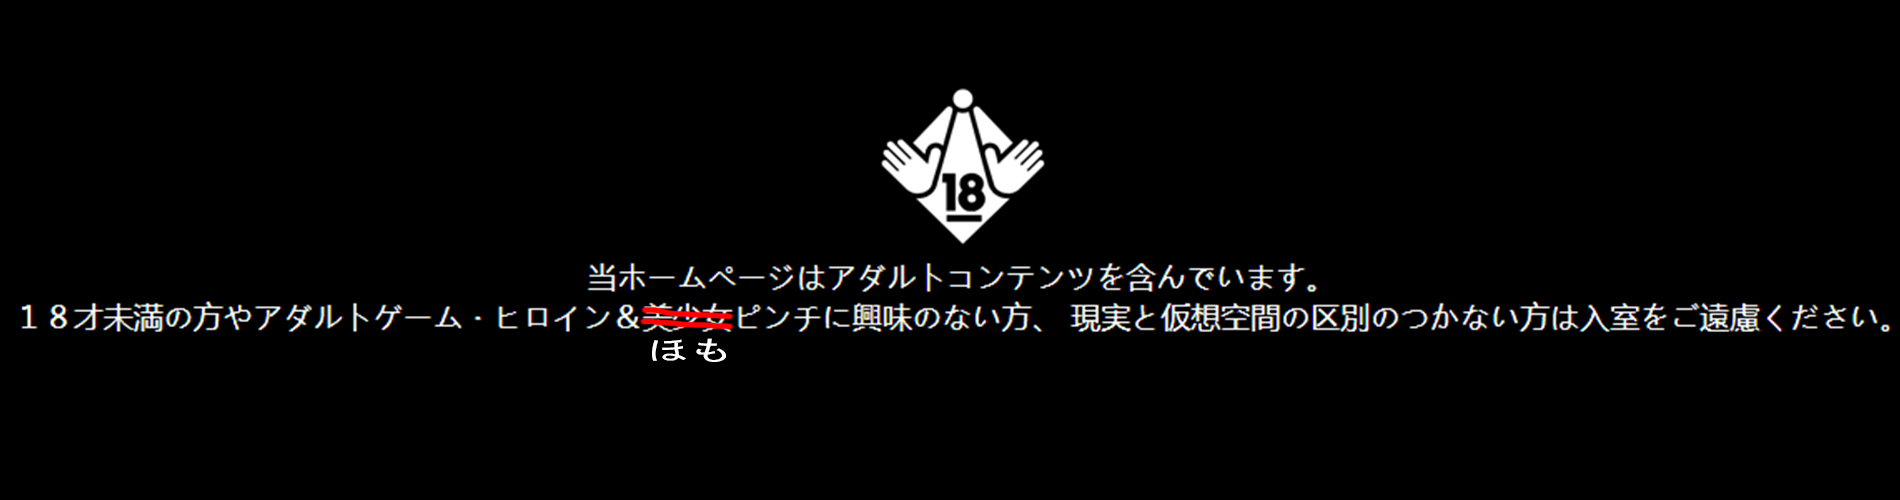 18
当ホームページはアダルトコンテンツを含んでいます。
１８才未満の方やアダルトゲーム・ヒロイン＆美少女ピンチに興味のない方、 現実と仮想空間の区別のつかない方は入室をご遠慮ください。
ほも